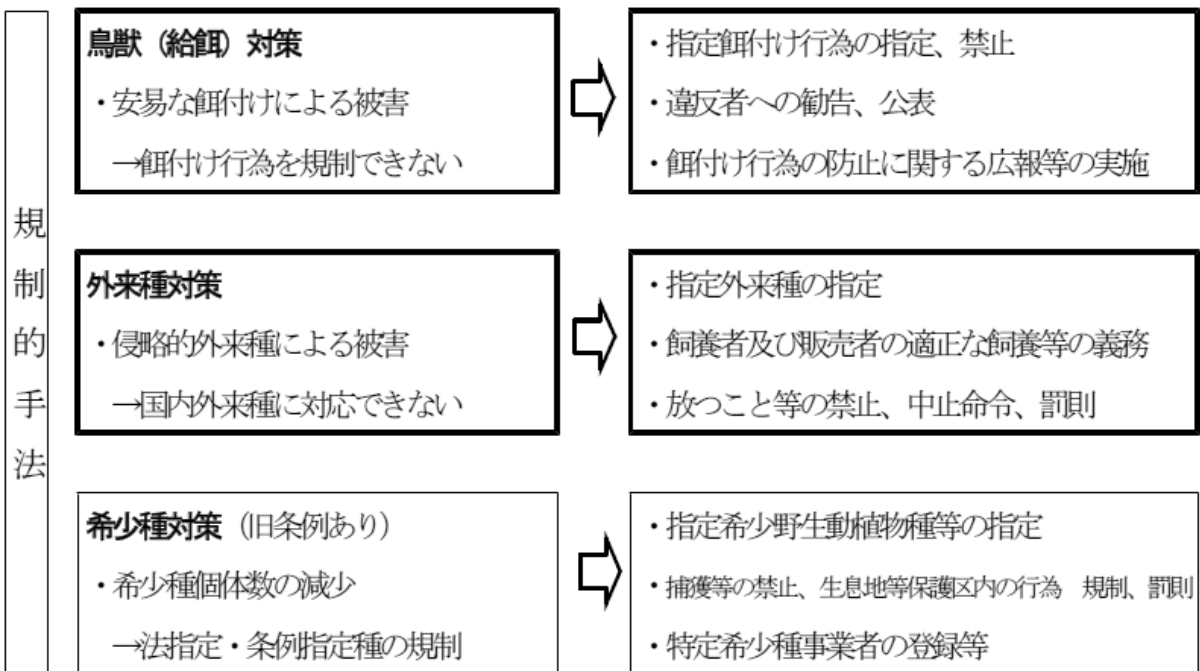 規制的手法
鳥獣（給餌）対策
・安易な餌付けによる被害
→餌付け行為を規制できない
・指定餌付け行為の指定、禁止
・違反者への勧告、公表
・餌付け行為の防止に関する広報等の実施
外来種対策
・侵略的外来種による被害
→国内外来種に対応できない
・指定外来種の指定
・飼養者及び販売者の適正な飼養等の義務
・放つこと等の禁止、中止命令、罰則
希少種対策（旧条例あり）
・希少種個体数の減少
→法指定・条例指定種の規制
・指定希少野生動植物種等の指定
・捕獲等の禁止、生息地等保護区内の行為　規制、罰則
・特定希少種事業者の登録等